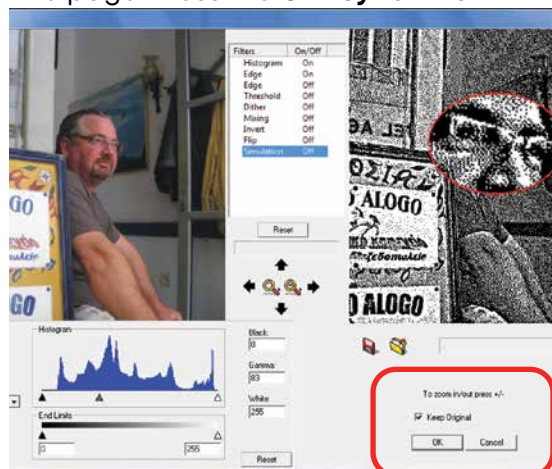 Filters On/Off
Histogram On
Edge On
Edge Off
Threshold Off
Dither Off
Mixing Off
Invert Off
Flip Off
Simulation Off
Reset
GO
GO
ALOGO
ALOGO
Histogram
Black:
0
Gamma:
83
White:
255
End Limits
0
255
Reset
To zoom in/out press +/-
Keep Original
OK
Cancel